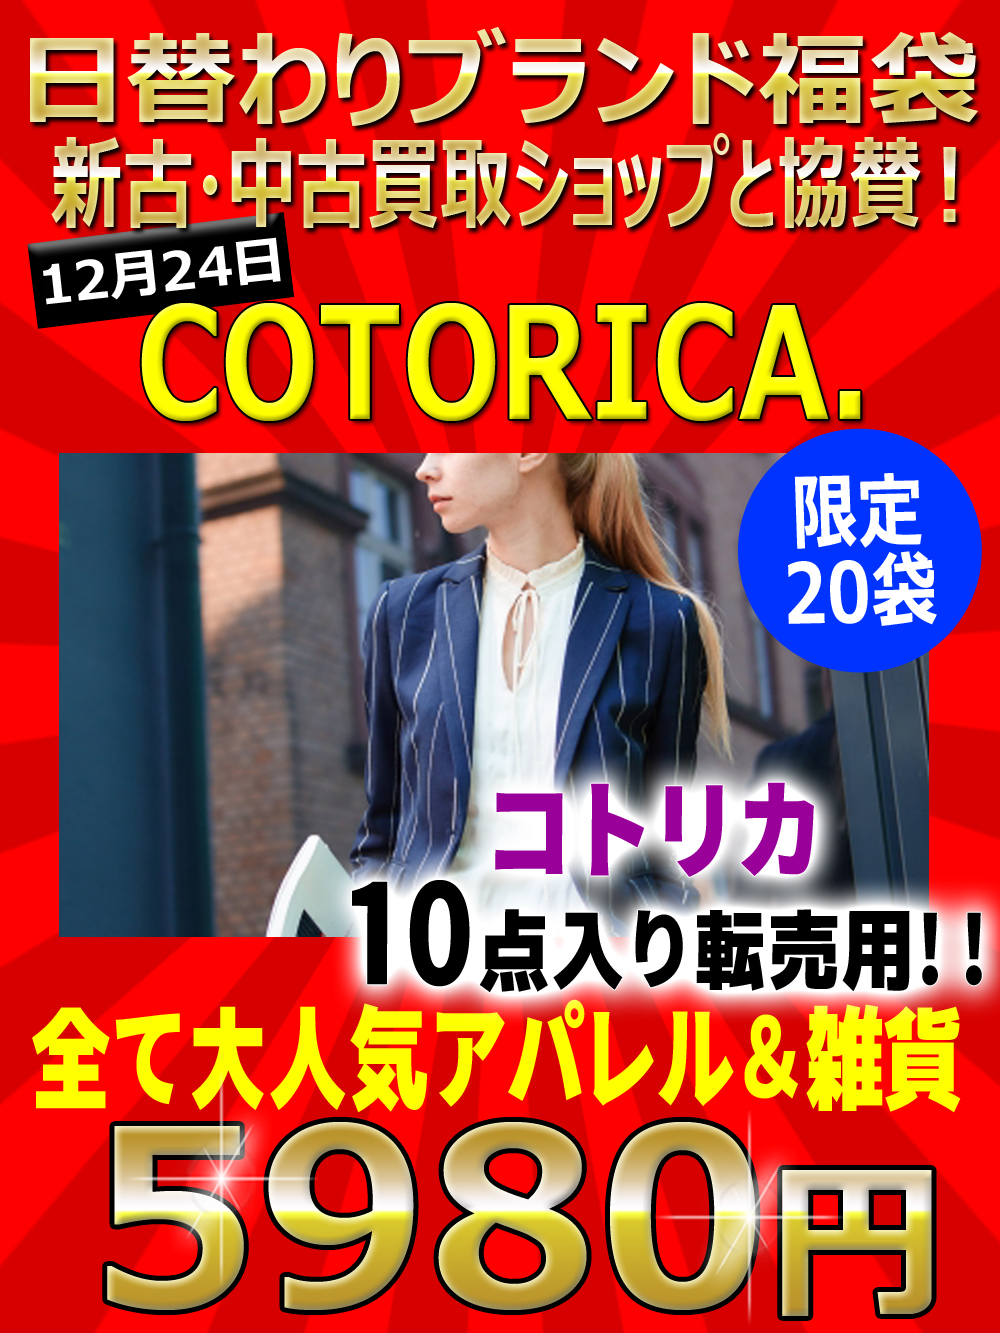 日替わりブランド福袋
新古・中古買取ショップと協賛！
12月24日
COTORICA.
限定
20袋
コトリカ
10点入り転売用！！
全て大人気アパレル＆雑貨
5980円